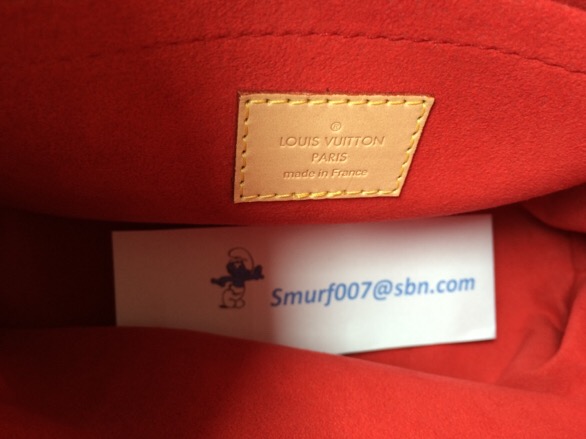 ®
LOUIS VUITTON
PARIS
made in France
Smurf007@sbn.com